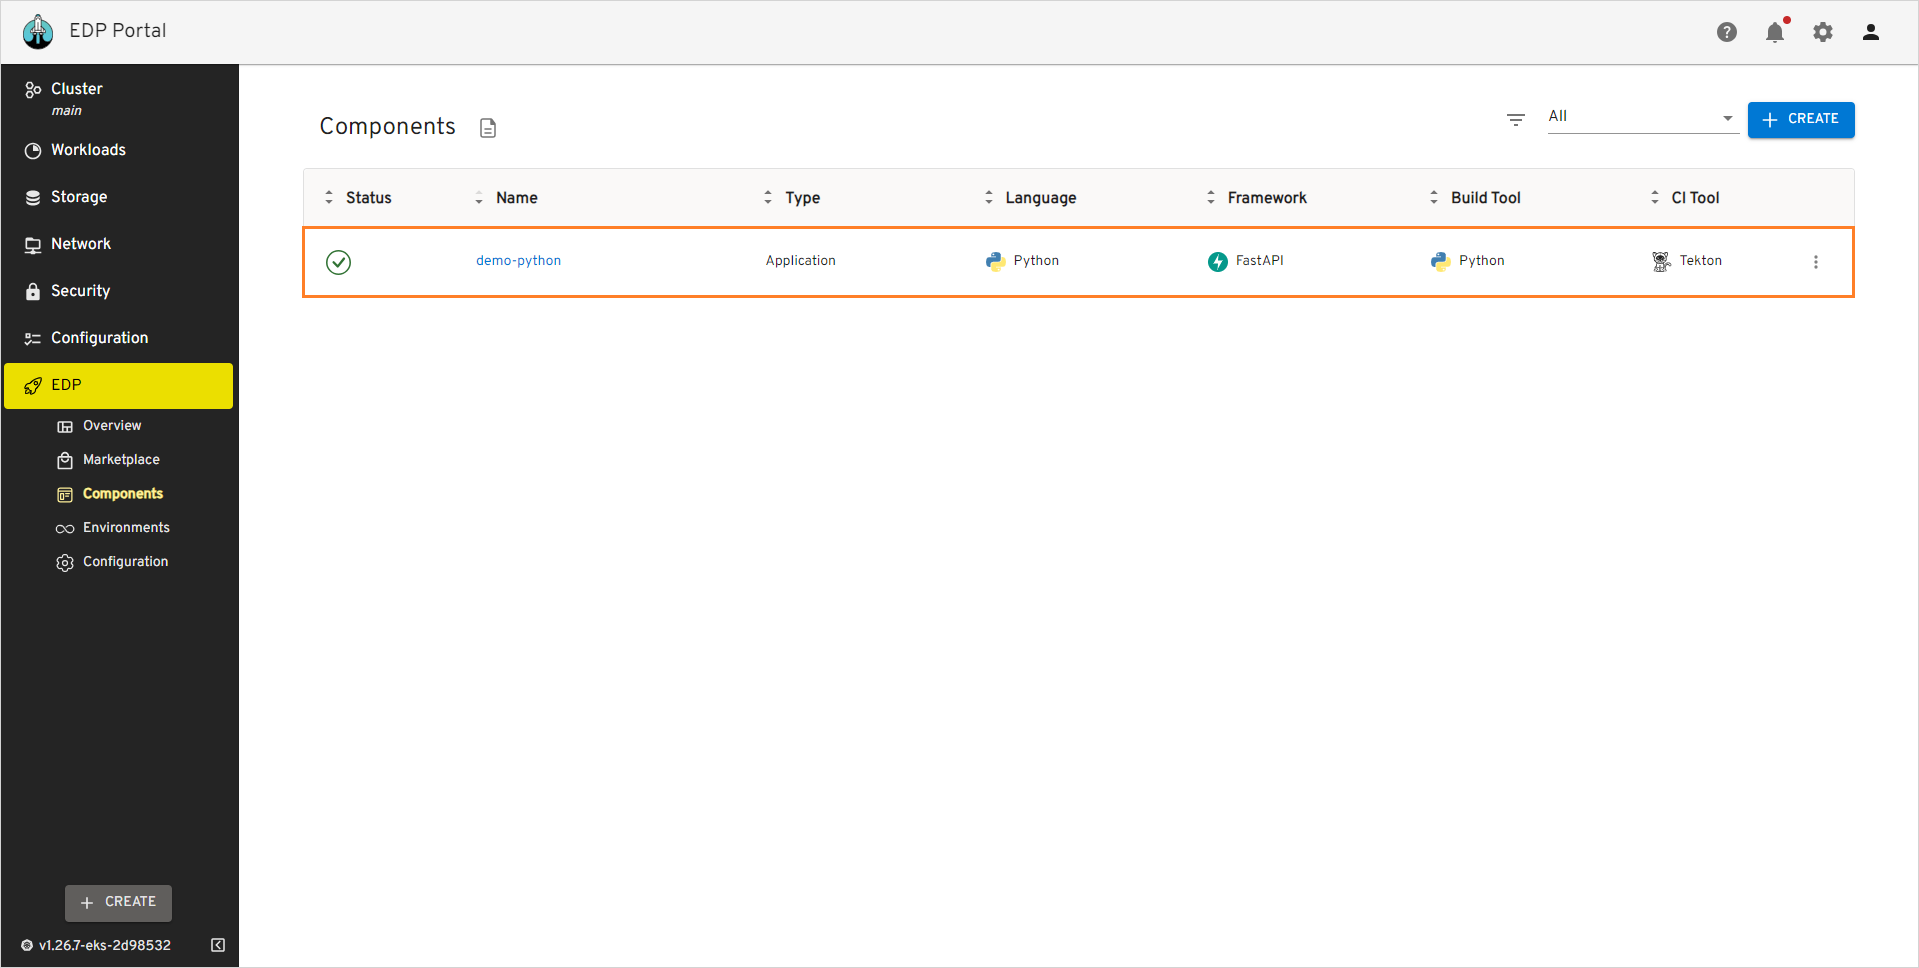 EDP Portal
Cluster
main
Workloads
Storage
Network
Security
Configuration
EDP
Overview
Marketplace
Components
Environments
Configuration
+ CREATE
v1.26.7-eks-2d98532
Components
All
+ CREATE
Status Name Type Language Framework Build Tool CI Tool
demo-python Application Python FastAPI Python Tekton